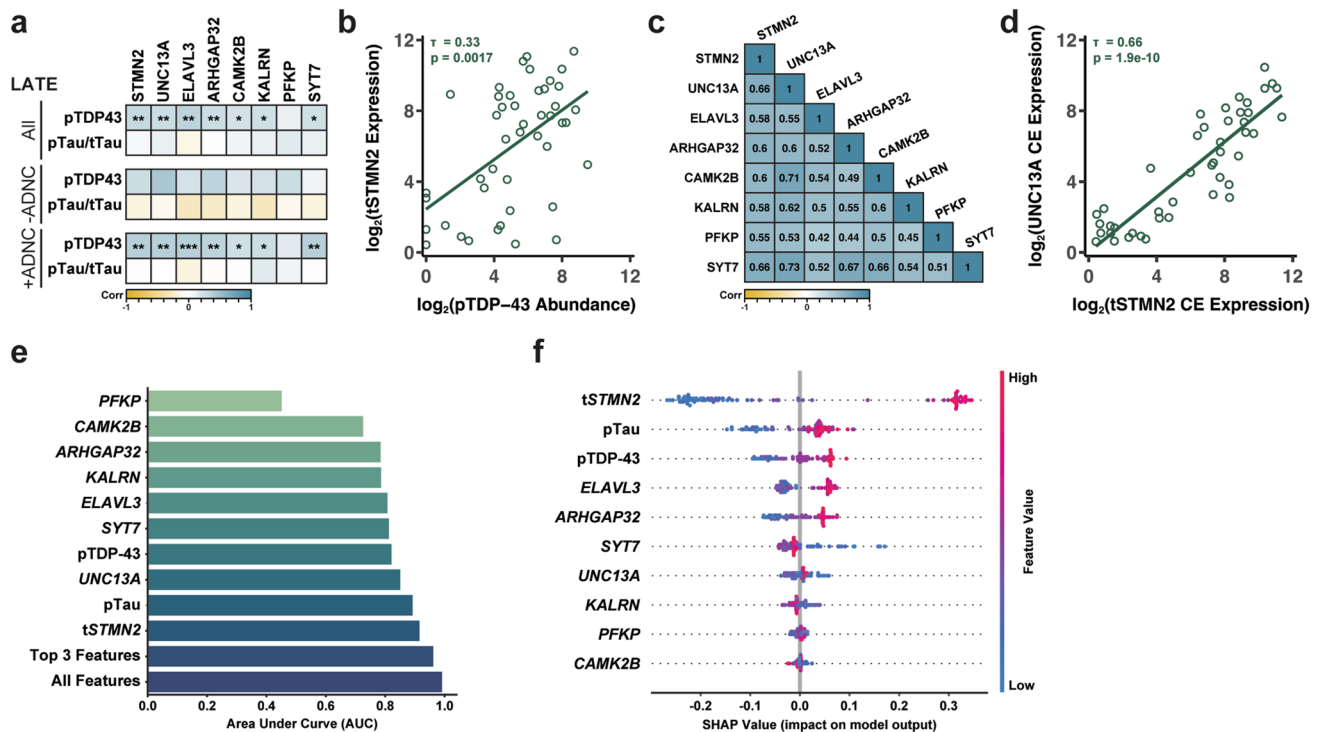 a
STMN2
UNC13A
ELAVL3
ARHGAP32
CAMK2B
KALRN
PFKP
SYT7
LATE
All
pTDP43 ** ** ** ** * * *
pTau/tTau
-ADNC
pTDP43
pTau/tTau
+ADNC
pTDP43 ** ** *** ** * * **
pTau/tTau
Corr
-1 0 1
b
τ = 0.33
p = 0.0017
log2(tSTMN2 Expression)
12
8
4
0
0 4 8 12
log2(pTDP−43 Abundance)
c
STMN2
UNC13A
ELAVL3
ARHGAP32
CAMK2B
KALRN
PFKP
SYT7
STMN2 1
UNC13A 0.66 1
ELAVL3 0.58 0.55 1
ARHGAP32 0.6 0.6 0.52 1
CAMK2B 0.6 0.71 0.54 0.49 1
KALRN 0.58 0.62 0.5 0.55 0.6 1
PFKP 0.55 0.53 0.42 0.44 0.5 0.45 1
SYT7 0.66 0.73 0.52 0.67 0.66 0.54 0.51 1
Corr
-1 0 1
d
τ = 0.66
p = 1.9e-10
log2(UNC13A CE Expression)
12
8
4
0
0 4 8 12
log2(tSTMN2 CE Expression)
e
PFKP
CAMK2B
ARHGAP32
KALRN
ELAVL3
SYT7
pTDP-43
UNC13A
pTau
tSTMN2
Top 3 Features
All Features
0.0 0.2 0.4 0.6 0.8 1.0
Area Under Curve (AUC)
f
tSTMN2
pTau
pTDP-43
ELAVL3
ARHGAP32
SYT7
UNC13A
KALRN
PFKP
CAMK2B
-0.2 -0.1 0.0 0.1 0.2 0.3
SHAP Value (impact on model output)
High
Feature Value
Low